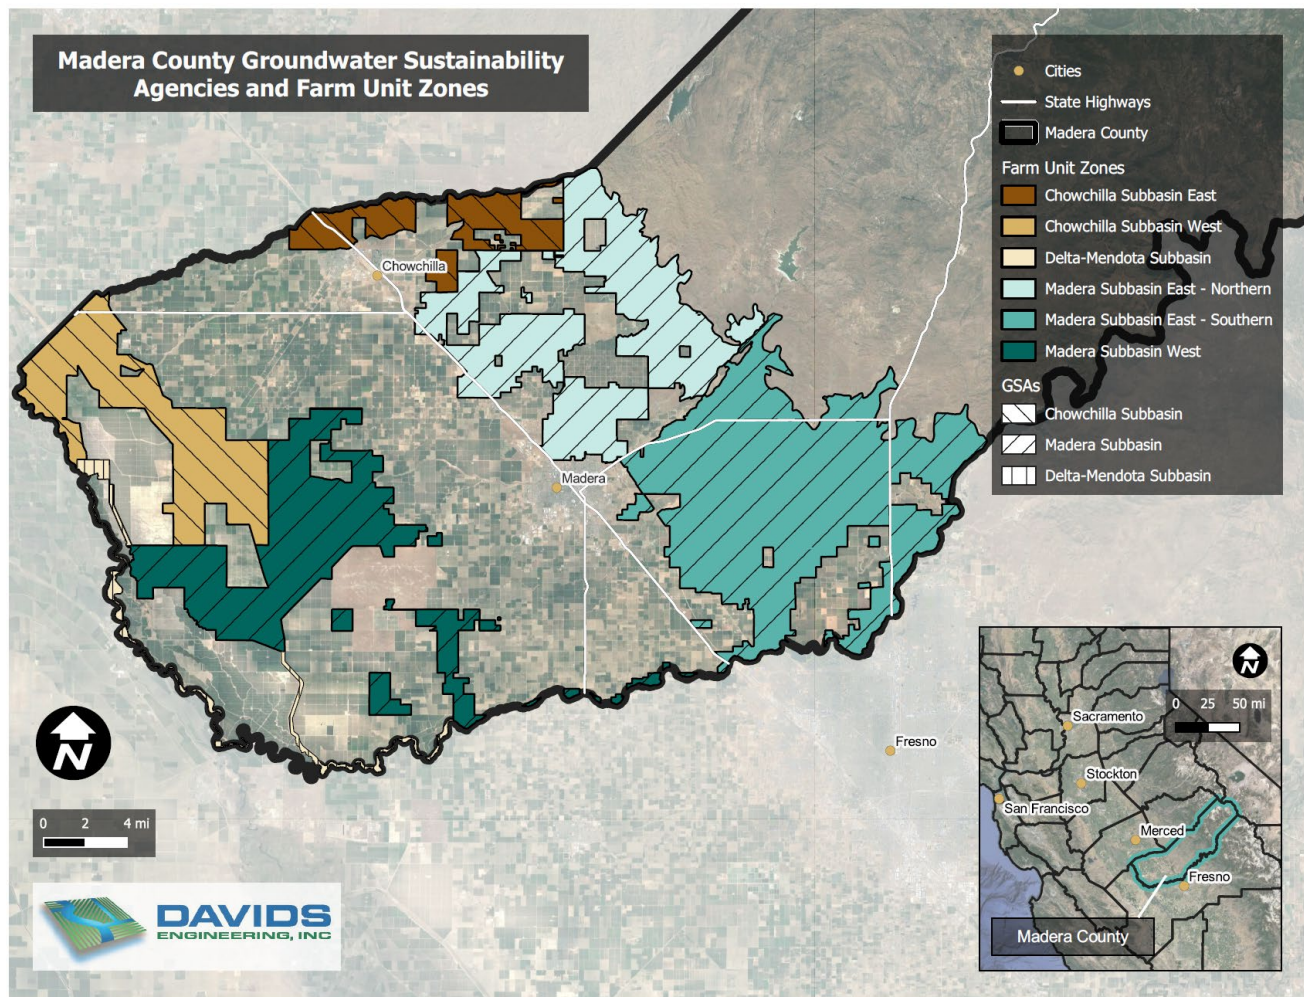 Madera County Groundwater Sustainability
Agencies and Farm Unit Zones
Cities
State Highways
Madera County
Farm Unit Zones
Chowchilla Subbasin East
Chowchilla Subbasin West
Delta-Mendota Subbasin
Madera Subbasin East - Northern
Madera Subbasin East - Southern
Madera Subbasin West
GSAs
Chowchilla Subbasin
Madera Subbasin
Delta-Mendota Subbasin
Chowchilla
Madera
Fresno
N
0 2 4 mi
DAVIDS
ENGINEERING, INC
N
0 25 50 mi
Sacramento
Stockton
San Francisco
Merced
Fresno
Madera County